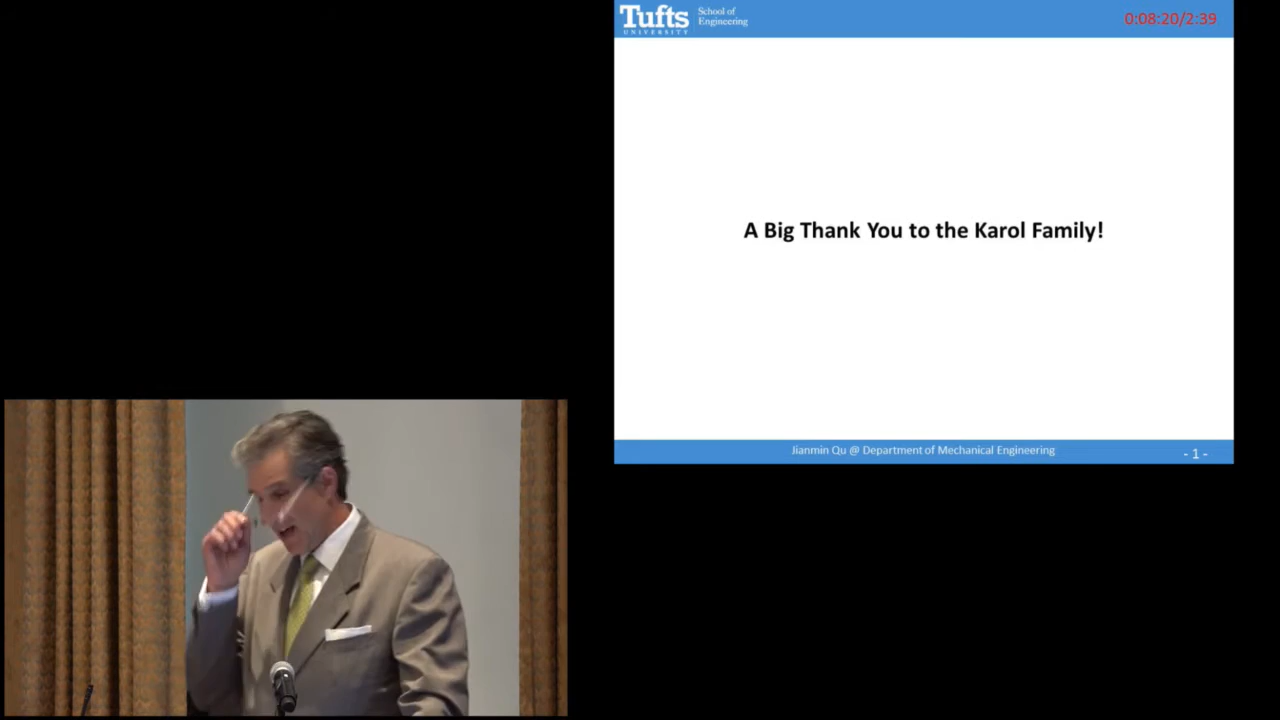 Tufts
UNIVERSITY
School of
Engineering
0:08:20/2:39
A Big Thank You to the Karol Family!
Jianmin Qu @ Department of Mechanical Engineering
- 1 -